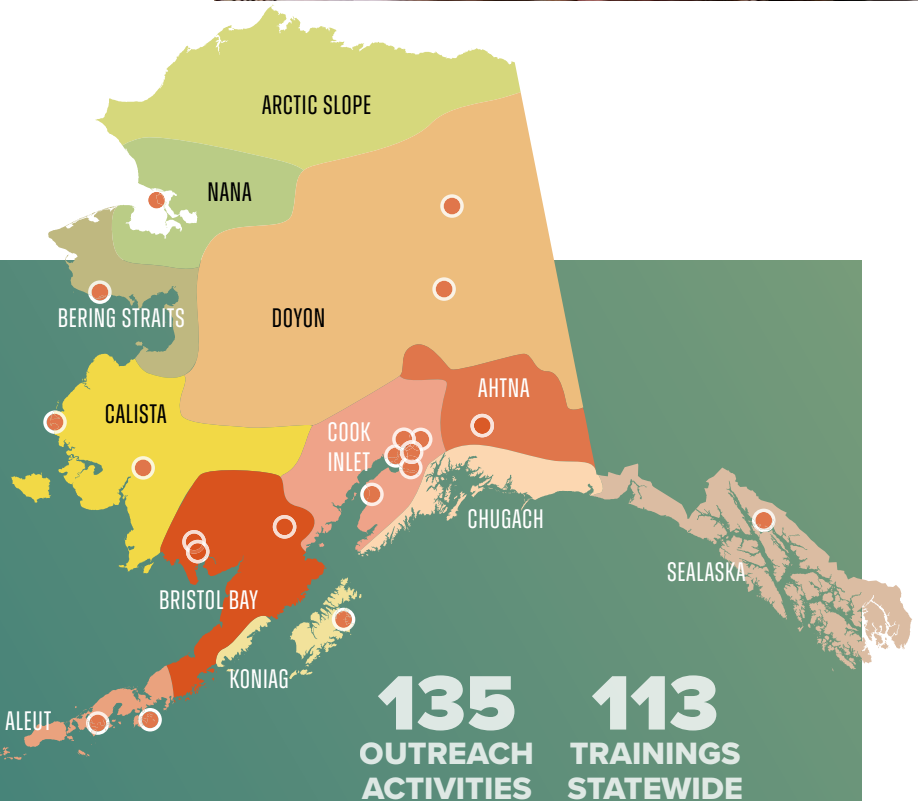 ARCTIC SLOPE
NANA
BERING STRAITS
DOYON
AHTNA
CALISTA
COOK
INLET
CHUGACH
SEALASKA
BRISTOL BAY
KONIAG
ALEUT
135
OUTREACH
ACTIVITIES
113
TRAININGS
STATEWIDE